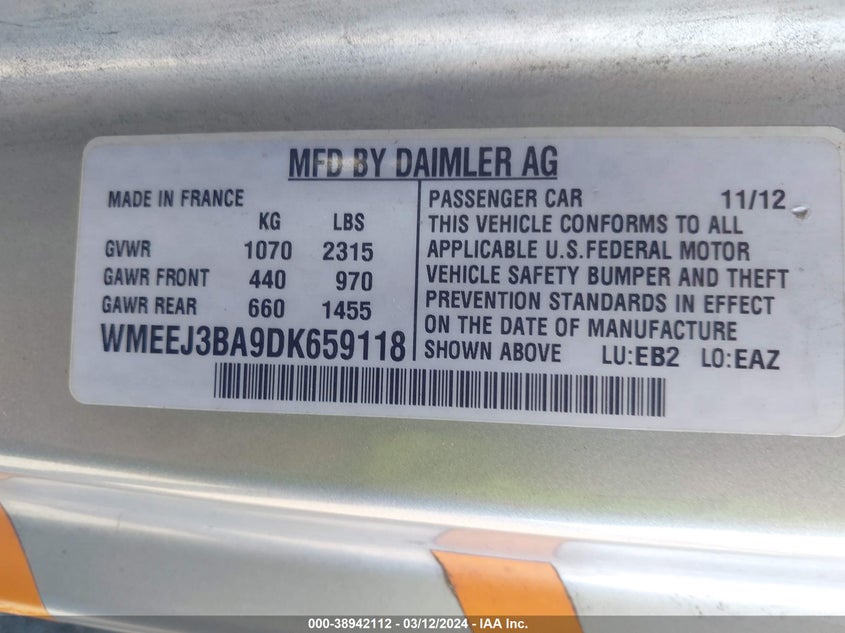 MFD BY DAIMLER AG
MADE IN FRANCE
KG LBS
GVWR 1070 2315
GAWR FRONT 440 970
GAWR REAR 660 1455
WMEEJ3BA9DK659118
PASSENGER CAR 11/12
THIS VEHICLE CONFORMS TO ALL
APPLICABLE U.S.FEDERAL MOTOR
VEHICLE SAFETY BUMPER AND THEFT
PREVENTION STANDARDS IN EFFECT
ON THE DATE OF MANUFACTURE
SHOWN ABOVE LU:EB2 LO:EAZ
000-38942112 - 03/12/2024 - IAA Inc.